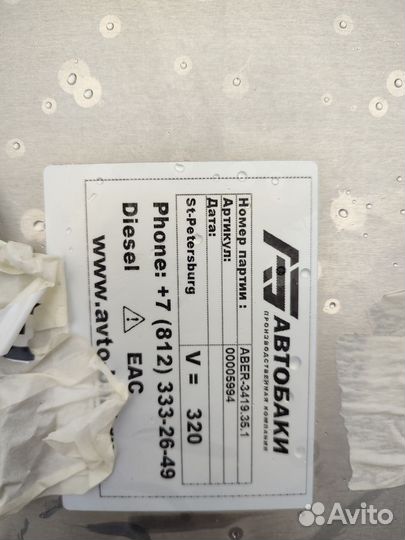 АВТОБАКИ
ПРОИЗВОДСТВЕННАЯ КОМПАНИЯ
Номер партии : ABER-3419.35.1
Артикул: 00005994
Дата:
St-Petersburg V = 320
Phone: +7 (812) 333-26-49
Diesel EAC
www.avto
Avito